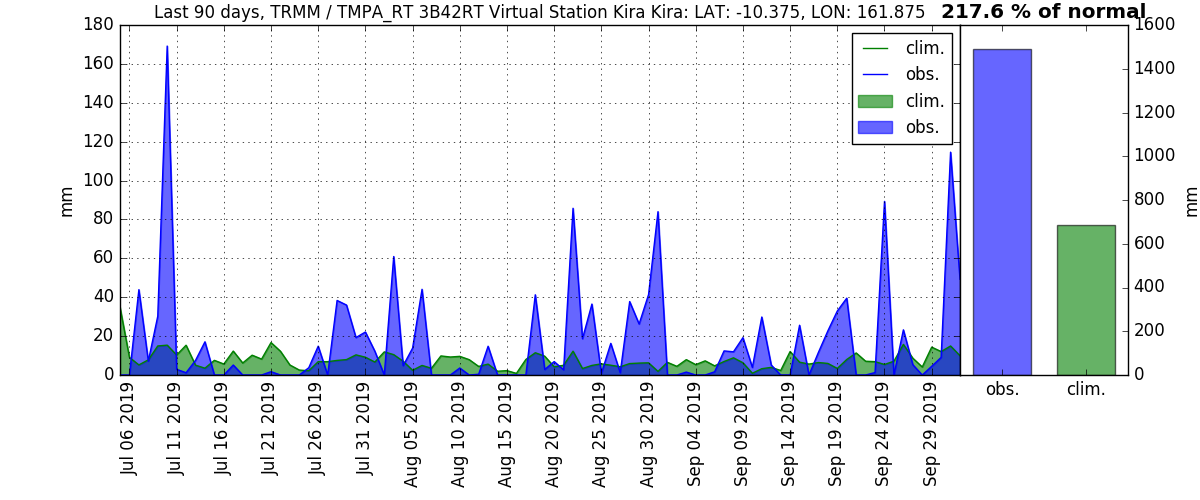 Last 90 days, TRMM / TMPA_RT 3B42RT Virtual Station Kira Kira: LAT: -10.375, LON: 161.875 217.6 % of normal
180
160
140
120
100
80
60
40
20
0
mm
clim.
obs.
clim.
obs.
1600
1400
1200
1000
800
600
400
200
0
mm
Jul 06 2019
Jul 11 2019
Jul 16 2019
Jul 21 2019
Jul 26 2019
Jul 31 2019
Aug 05 2019
Aug 10 2019
Aug 15 2019
Aug 20 2019
Aug 25 2019
Aug 30 2019
Sep 04 2019
Sep 09 2019
Sep 14 2019
Sep 19 2019
Sep 24 2019
Sep 29 2019
obs.
clim.